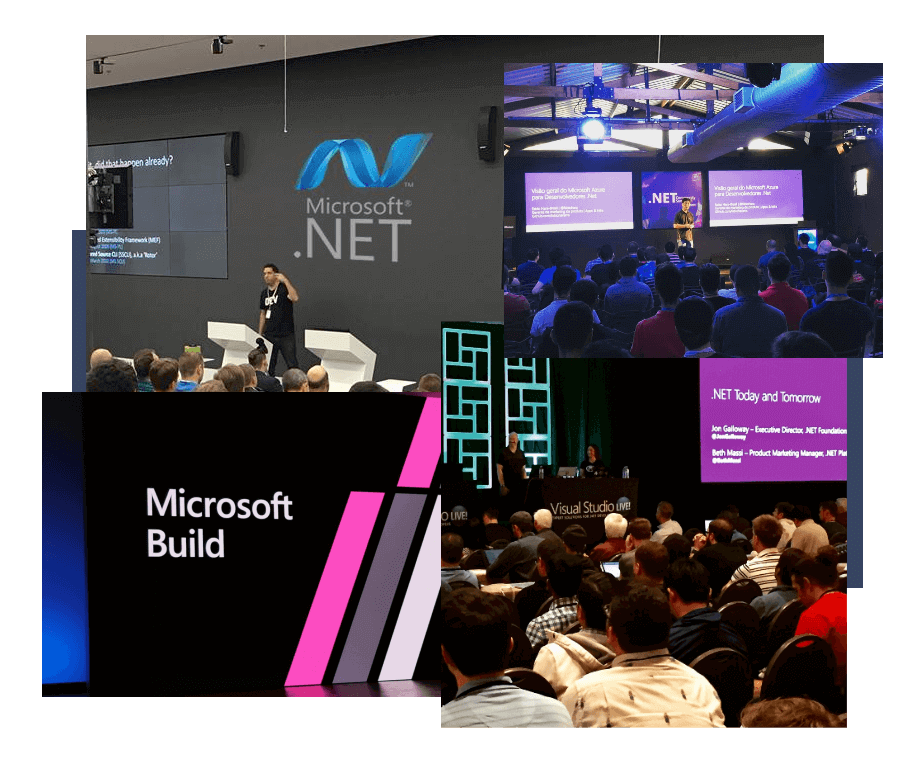 did that happen already?
Extensibility Framework (MEF)
Source CLI (SSCLI), a.k.a 'Rotor'
Microsoft®
.NET
™
DEV
Visão geral do Microsoft Azure
para Desenvolvedores .Net
.NET
Visão geral do Microsoft Azure
para Desenvolvedores .Net
Microsoft
Build
.NET Today and Tomorrow
Jon Galloway – Executive Director, .NET Foundation
@JonGalloway
Beth Massi – Product Marketing Manager, .NET
@BethMassi
Visual Studio LIVE!
LIVE!